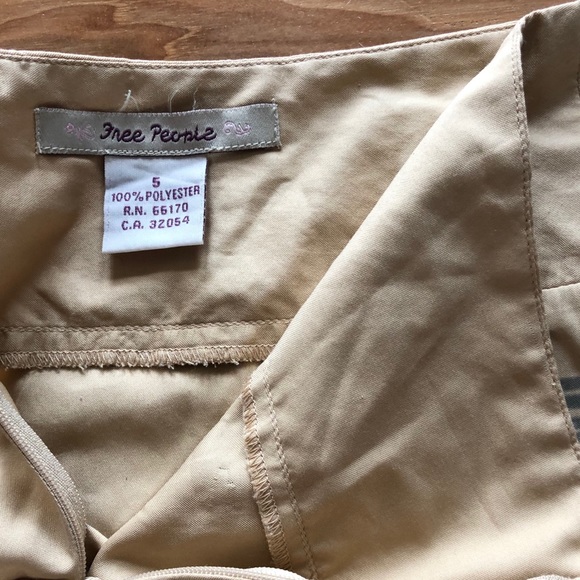 Free People
5
100% POLYESTER
R.N. 66170
C.A. 32054